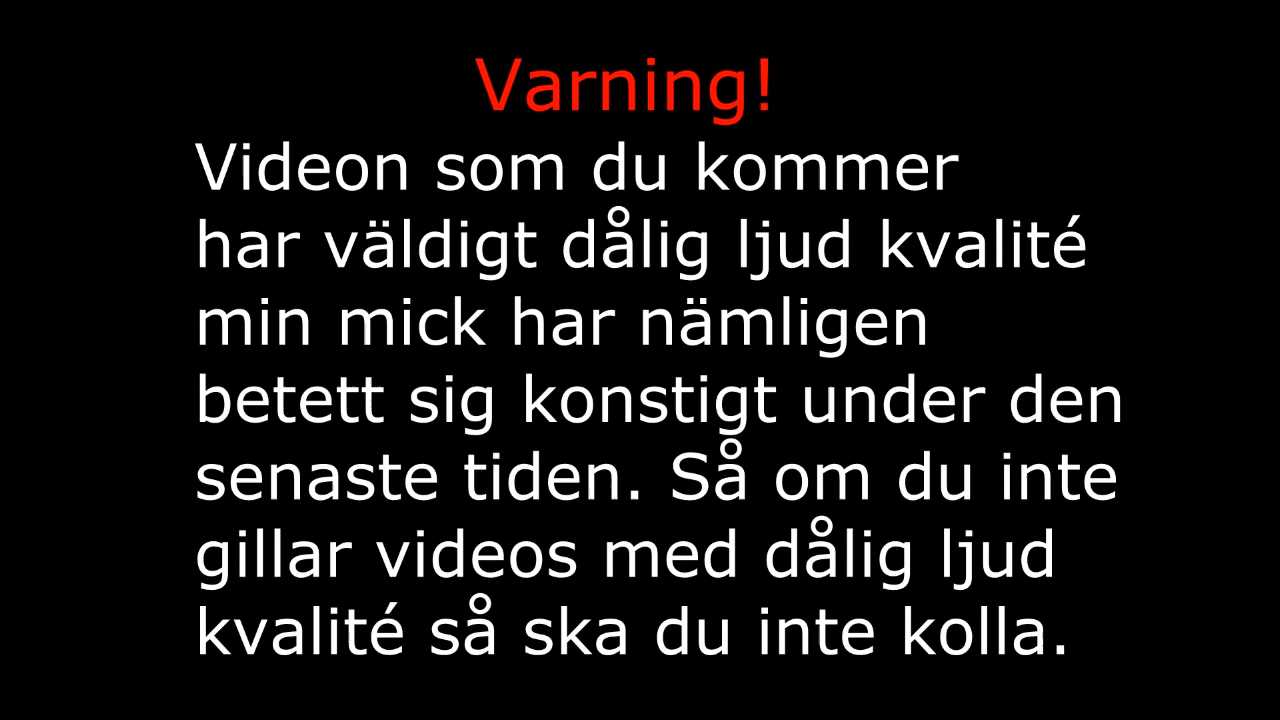 Varning!
Videon som du kommer
har väldigt dålig ljud kvalité
min mick har nämligen
betett sig konstigt under den
senaste tiden. Så om du inte
gillar videos med dålig ljud
kvalité så ska du inte kolla.